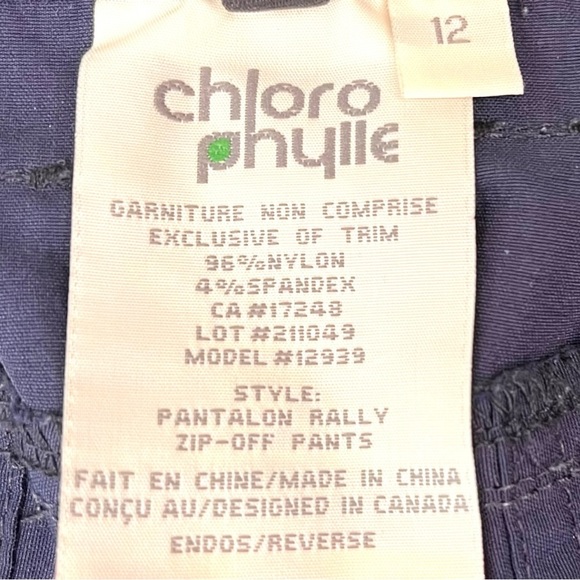 12
chloro
phylle
GARNITURE NON COMPRISE
EXCLUSIVE OF TRIM
96%NYLON
4%SPANDEX
CA#17248
LOT#211049
MODEL#12939
STYLE:
PANTALON RALLY
ZIP-OFF PANTS
FAIT EN CHINE/MADE IN CHINA
CONÇU AU/DESIGNED IN CANADA
ENDOS/REVERSE